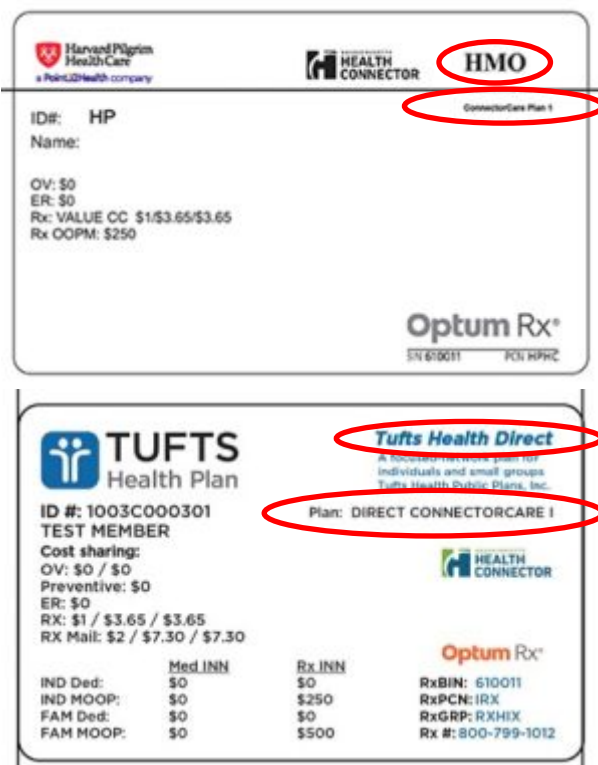 Harvard Pilgrim
HealthCare
a Point32Health company
HEALTH
CONNECTOR
HMO
ConnectorCare Plan 1
ID#: HP
Name:
OV: $0
ER: $0
Rx: VALUE CC $1/$3.65/$3.65
Rx OOPM: $250
Optum Rx®
610011 PCN HPHC
TUFTS
Health Plan
Tufts Health Direct
A focused-network plan for
individuals and small groups
Tufts Health Public Plans, Inc.
ID #: 1003C000301
Plan: DIRECT CONNECTORCARE I
TEST MEMBER
Cost sharing:
OV: $0 / $0
Preventive: $0
ER: $0
RX: $1 / $3.65 / $3.65
RX Mail: $2 / $7.30 / $7.30
HEALTH
CONNECTOR
Optum Rx®
Med INN Rx INN
IND Ded: $0 $0 RxBIN: 610011
IND MOOP: $0 $250 RxPCN: IRX
FAM Ded: $0 $0 RxGRP: RXHIX
FAM MOOP: $0 $500 Rx #: 800-799-1012